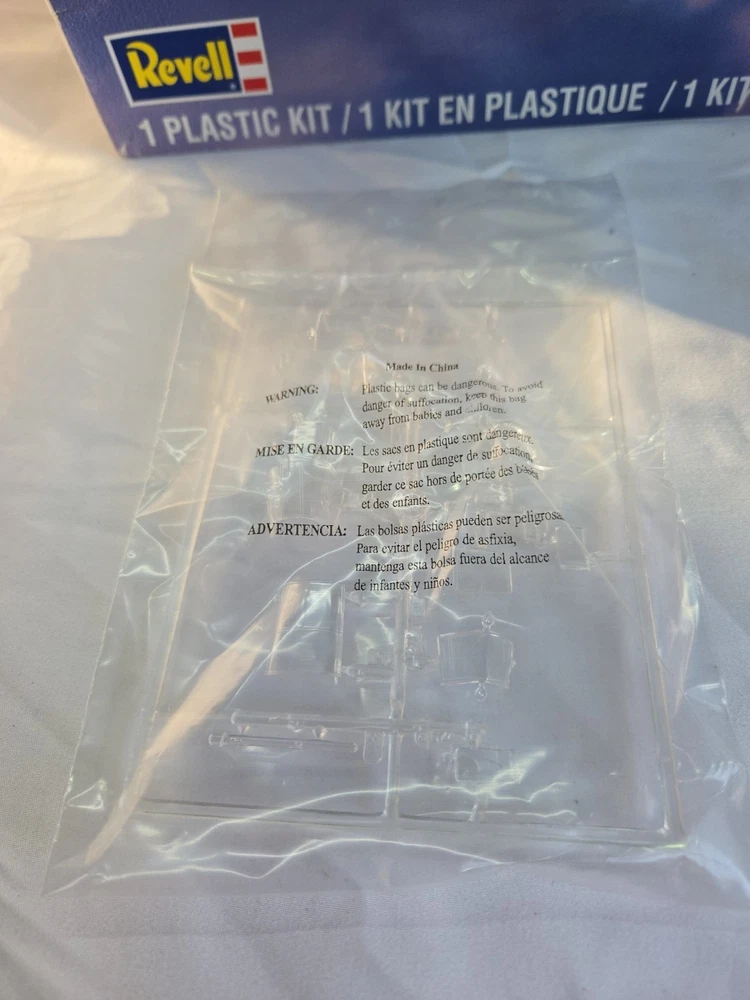 Revell
1 PLASTIC KIT / 1 KIT EN PLASTIQUE / 1 KIT
Made In China
WARNING: Plastic bags can be dangerous. To avoid
danger of suffocation, keep this bag
away from babies and
MISE EN GARDE: Les sacs en plastique sont dangereux.
Pour éviter un danger de suffocation,
garder ce sac hors de portée des
et des enfants.
ADVERTENCIA: Las bolsas plásticas pueden ser peligrosa
Para evitar el peligro de asfixia,
mantenga esta bolsa fuera del alcance
de infantes y niños.